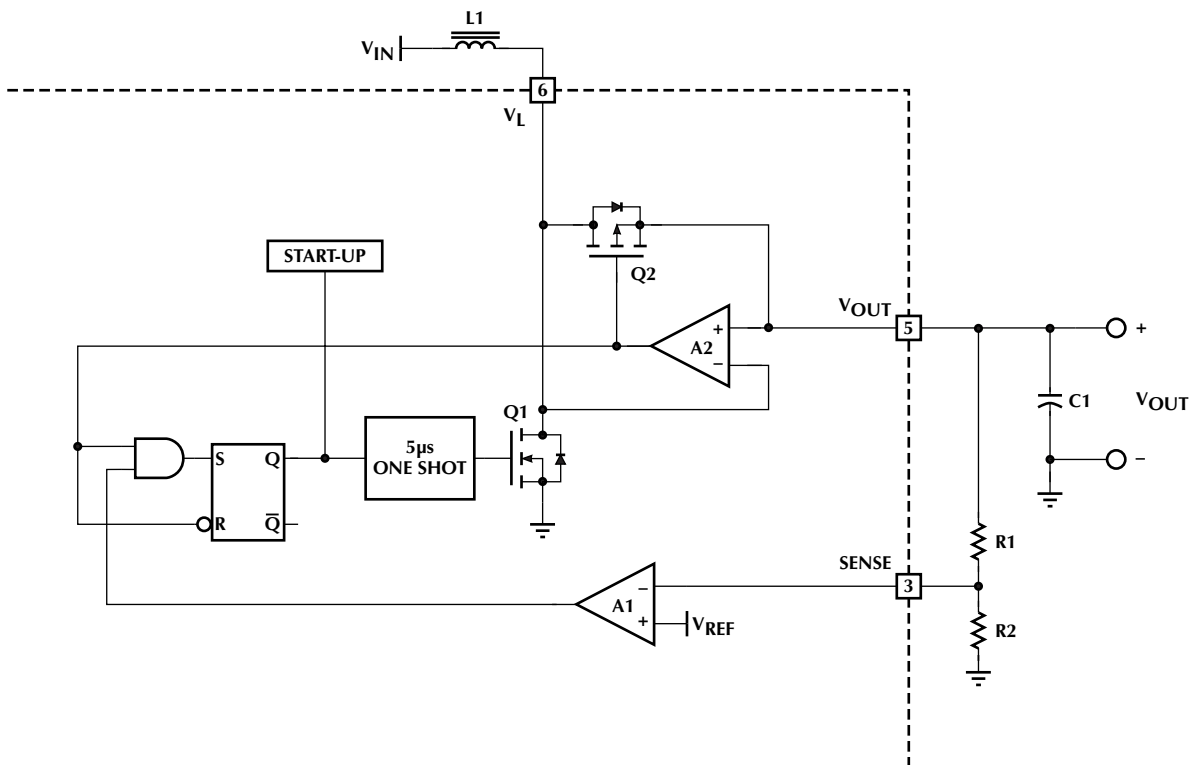 L1
VIN
6
VL
START-UP
Q2
VOUT
5
+
A2
−
+
C1
VOUT
−
Q1
5µs
ONE SHOT
S
Q
R
Q̅
R1
SENSE
3
−
A1
+
VREF
R2